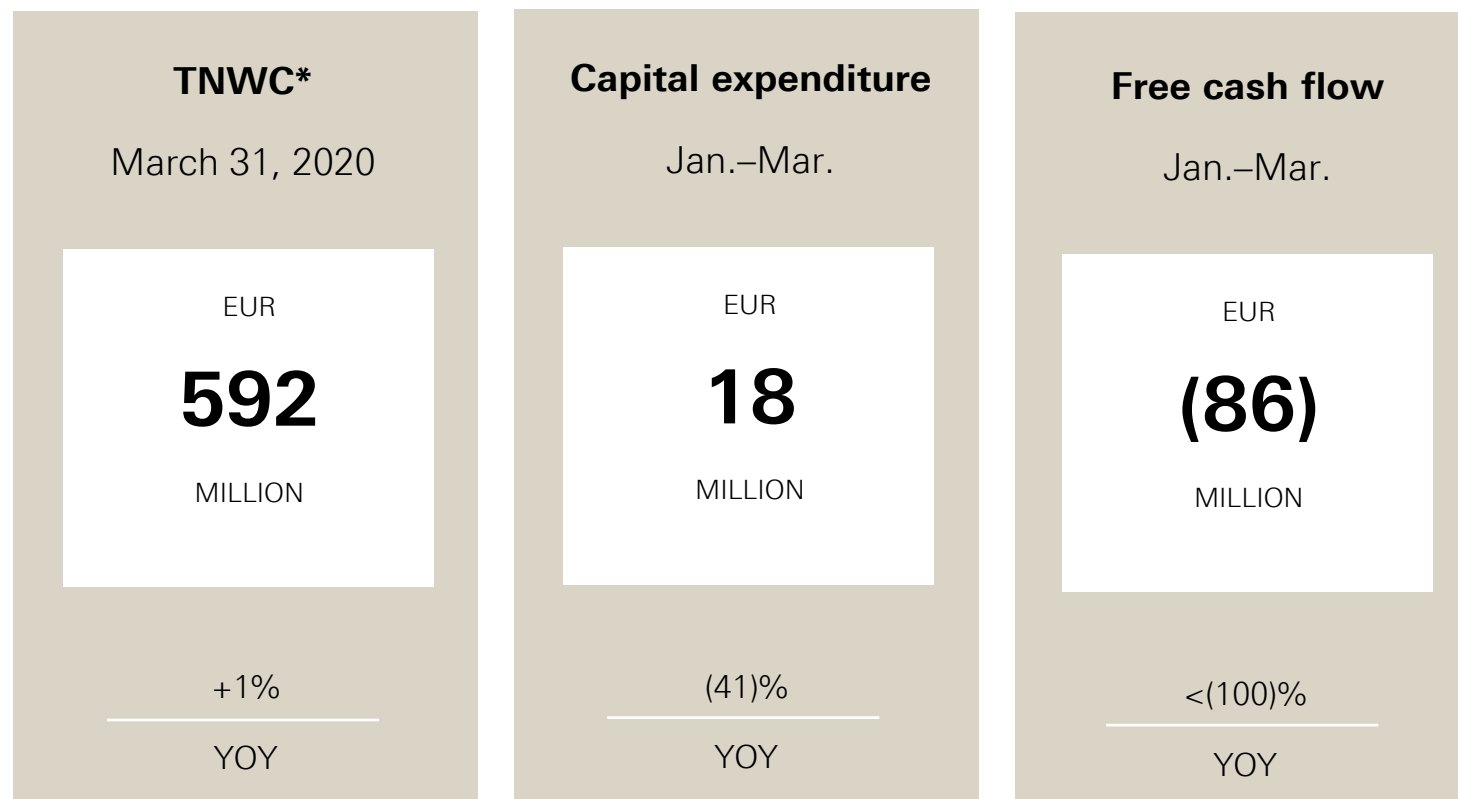 TNWC*
March 31, 2020
EUR
592
MILLION
+1%
YOY
Capital expenditure
Jan.–Mar.
EUR
18
MILLION
(41)%
YOY
Free cash flow
Jan.–Mar.
EUR
(86)
MILLION
<(100)%
YOY